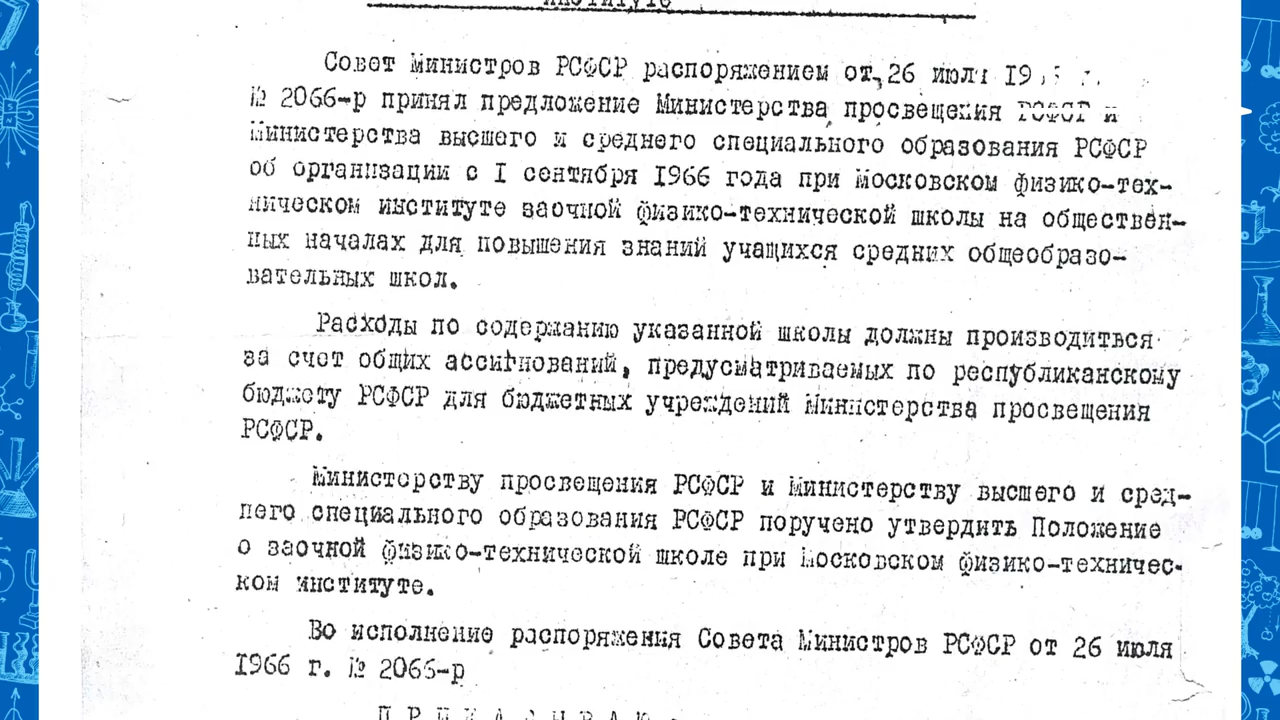 институте
Совет Министров РСФСР распоряжением от 26 июля 19
№ 2066-р принял предложение Министерства просвещения РСФСР и
Министерства высшего и среднего специального образования РСФСР
об организации с I сентября 1966 года при Московском физико-тех-
ническом институте заочной физико-технической школы на обществен-
ных началах для повышения знаний учащихся средних общеобразо-
вательных школ.
Расходы по содержанию указанной школы должны производиться
за счет общих ассигнований, предусматриваемых по республиканскому
бюджету РСФСР для бюджетных учреждений Министерства просвещения
РСФСР.
Министерству просвещения РСФСР и Министерству высшего и сред-
него специального образования РСФСР поручено утвердить Положение
о заочной физико-технической школе при Московском физико-техничес-
ком институте.
Во исполнение распоряжения Совета Министров РСФСР от 26 июля
1966 г. № 2066-р